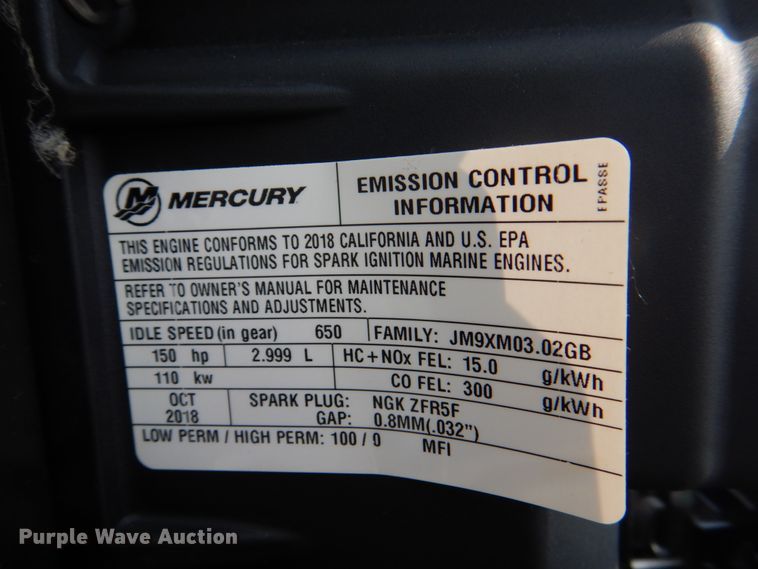 MERCURY
EMISSION CONTROL
INFORMATION
EPASSE
THIS ENGINE CONFORMS TO 2018 CALIFORNIA AND U.S. EPA
EMISSION REGULATIONS FOR SPARK IGNITION MARINE ENGINES.
REFER TO OWNER'S MANUAL FOR MAINTENANCE
SPECIFICATIONS AND ADJUSTMENTS.
IDLE SPEED (in gear) 650 FAMILY: JM9XM03.02GB
150 hp 2.999 L HC+NOx FEL: 15.0 g/kWh
110 kw CO FEL: 300 g/kWh
OCT
2018
SPARK PLUG: NGK ZFR5F
GAP: 0.8MM(.032")
LOW PERM / HIGH PERM: 100 / 0 MFI
Purple Wave Auction